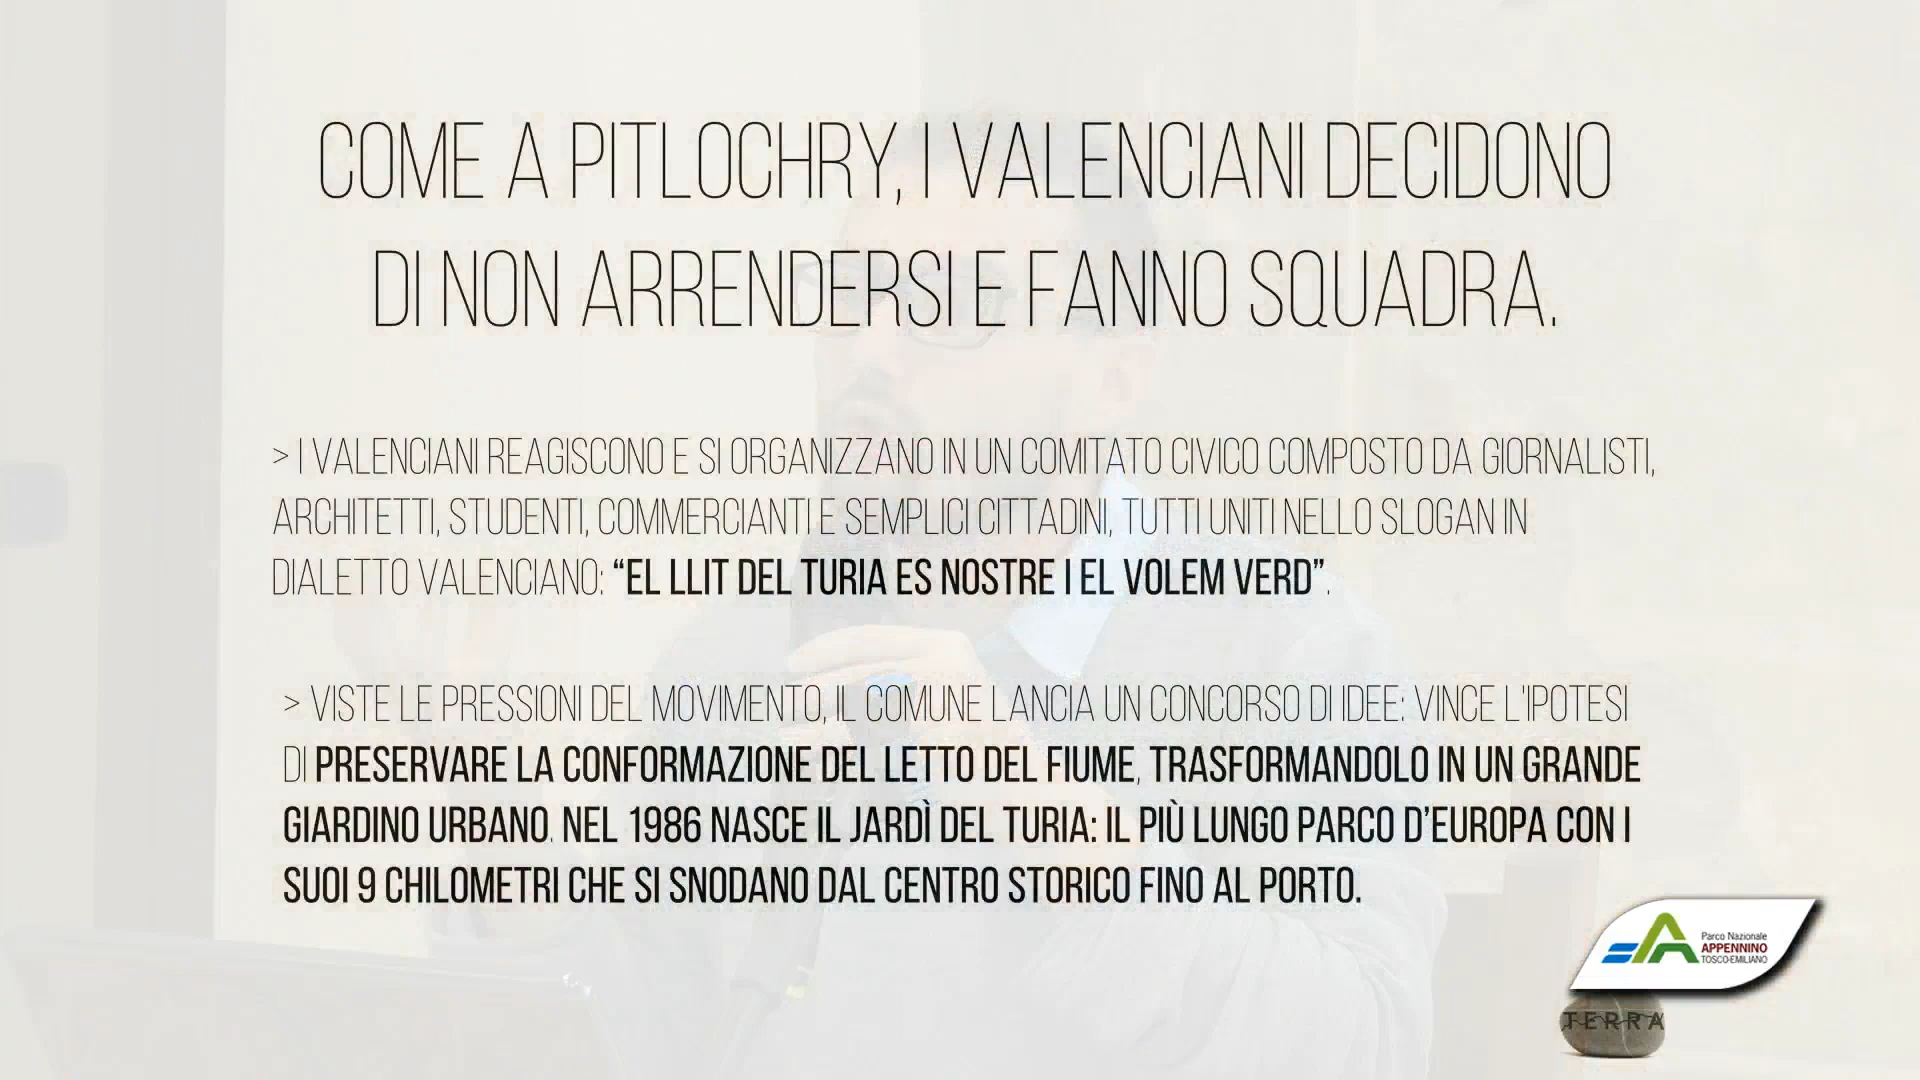 COME A PITLOCHRY, I VALENCIANI DECIDONO
DI NON ARRENDERSI E FANNO SQUADRA.
> I VALENCIANI REAGISCONO E SI ORGANIZZANO IN UN COMITATO CIVICO COMPOSTO DA GIORNALISTI,
ARCHITETTI, STUDENTI, COMMERCIANTI E SEMPLICI CITTADINI, TUTTI UNITI NELLO SLOGAN IN
DIALETTO VALENCIANO: “EL LLIT DEL TURIA ES NOSTRE I EL VOLEM VERD”.
> VISTE LE PRESSIONI DEL MOVIMENTO, IL COMUNE LANCIA UN CONCORSO DI IDEE: VINCE L'IPOTESI
DI PRESERVARE LA CONFORMAZIONE DEL LETTO DEL FIUME, TRASFORMANDOLO IN UN GRANDE
GIARDINO URBANO. NEL 1986 NASCE IL JARDÌ DEL TURIA: IL PIÙ LUNGO PARCO D’EUROPA CON I
SUOI 9 CHILOMETRI CHE SI SNODANO DAL CENTRO STORICO FINO AL PORTO.
Parco Nazionale
APPENNINO
TOSCO-EMILIANO
TERRA